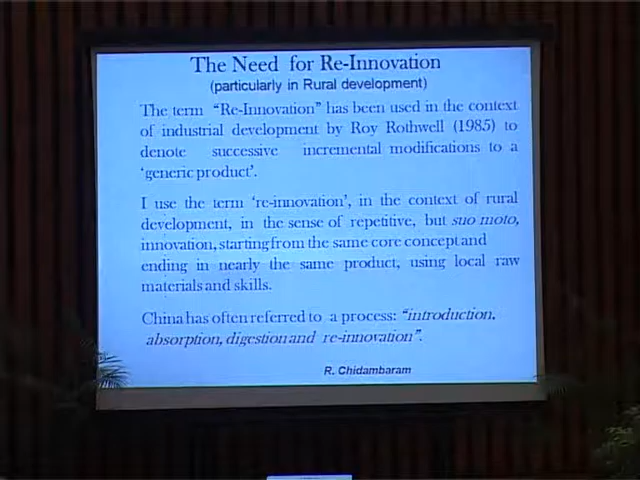 The Need for Re-Innovation
(particularly in Rural development)
The term "Re-Innovation" has been used in the context
of industrial development by Roy Rothwell (1985) to
denote successive incremental modifications to a
'generic product'.
I use the term 're-innovation', in the context of rural
development, in the sense of repetitive, but suo moto,
innovation, starting from the same core concept and
ending in nearly the same product, using local raw
materials and skills.
China has often referred to a process: "introduction,
absorption, digestion and re-innovation".
R. Chidambaram